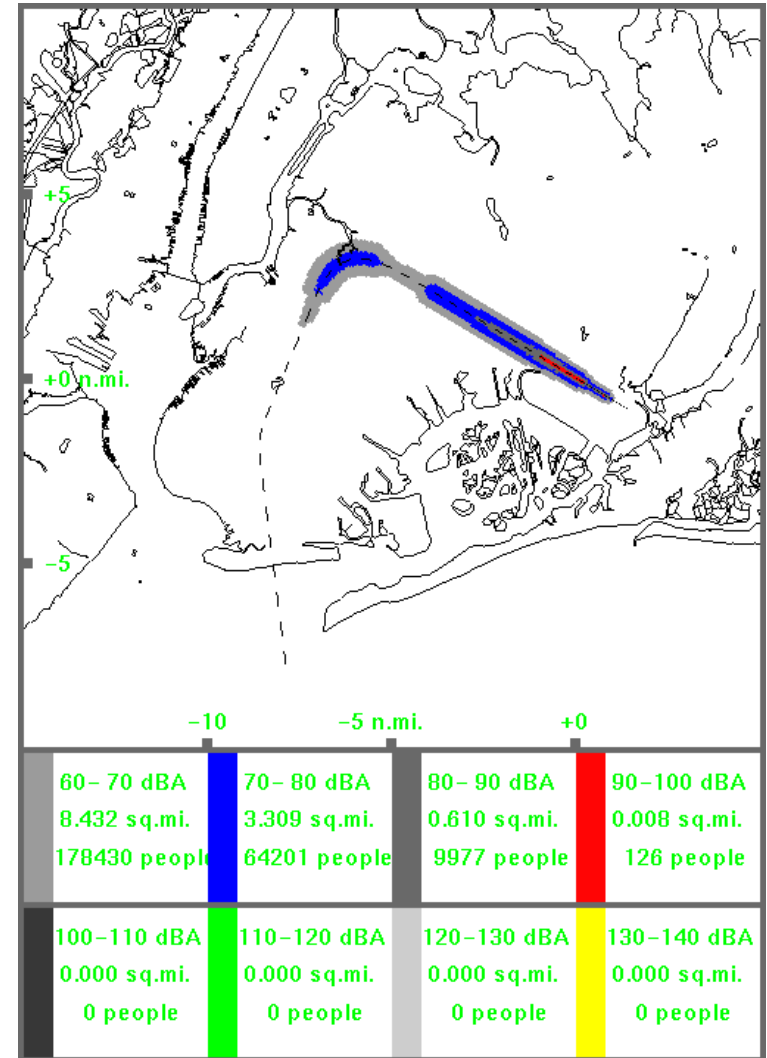 +5
+0 n.mi.
-5
-10 -5 n.mi. +0
60-70 dBA 70-80 dBA 80-90 dBA 90-100 dBA
8.432 sq.mi. 3.309 sq.mi. 0.610 sq.mi. 0.008 sq.mi.
178430 people 64201 people 9977 people 126 people
100-110 dBA 110-120 dBA 120-130 dBA 130-140 dBA
0.000 sq.mi. 0.000 sq.mi. 0.000 sq.mi. 0.000 sq.mi.
0 people 0 people 0 people 0 people